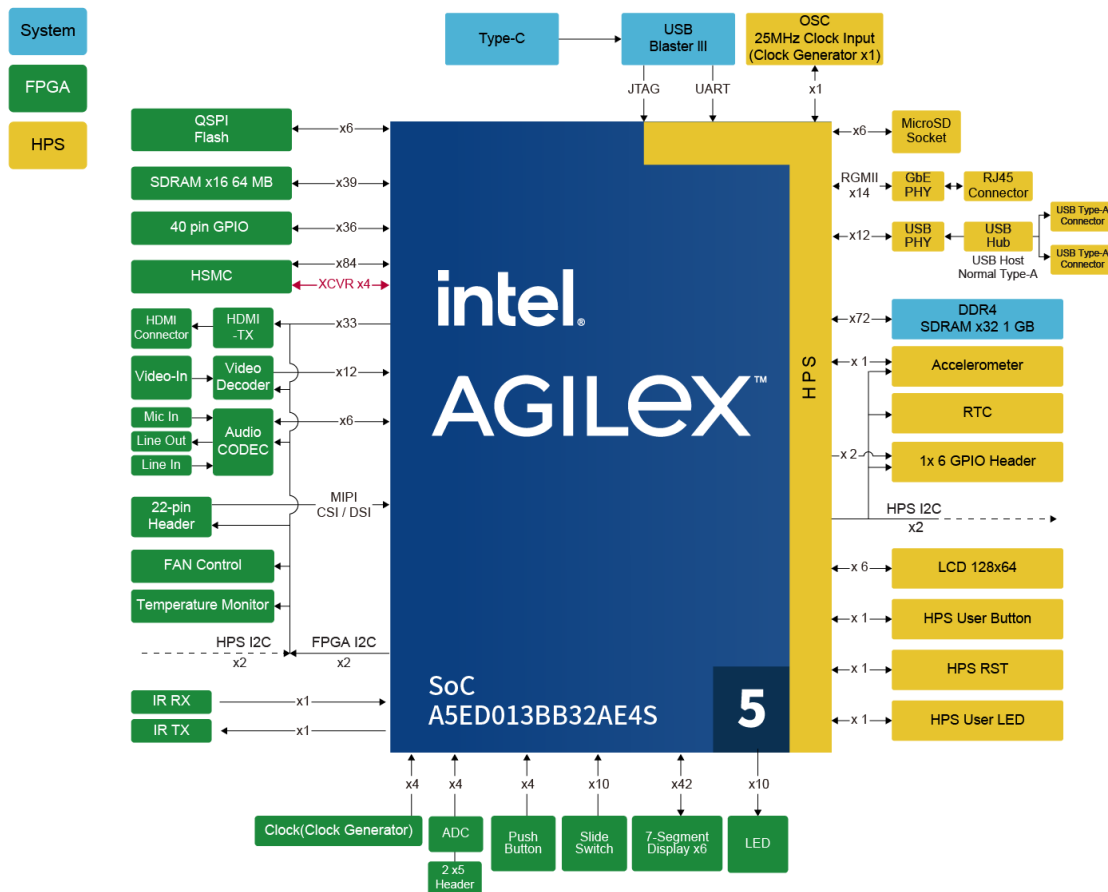 System
FPGA
HPS
Type-C
USB
Blaster III
OSC
25MHz Clock Input
(Clock Generator x1)
JTAG
UART
x1
QSPI
Flash
x6
SDRAM x16 64 MB
x39
40 pin GPIO
x36
HSMC
x84
XCVR x4
HDMI
Connector
HDMI
-TX
x33
Video-In
Video
Decoder
x12
Mic In
Line Out
Line In
Audio
CODEC
x6
22-pin
Header
MIPI
CSI / DSI
FAN Control
Temperature Monitor
HPS I2C
x2
FPGA I2C
x2
IR RX
x1
IR TX
x1
intel®
AGILEX™
SoC
A5ED013BB32AE4S
5
HPS
x6
MicroSD
Socket
RGMII
x14
GbE
PHY
RJ45
Connector
x12
USB
PHY
USB
Hub
USB Host
Normal Type-A
USB Type-A
Connector
USB Type-A
Connector
x72
DDR4
SDRAM x32 1 GB
x 1
Accelerometer
RTC
x 2
1x 6 GPIO Header
HPS I2C
x2
x 6
LCD 128x64
x 1
HPS User Button
x 1
HPS RST
x 1
HPS User LED
x4
x4
x4
x10
x42
x10
Clock(Clock Generator)
ADC
2 x5
Header
Push
Button
Slide
Switch
7-Segment
Display x6
LED